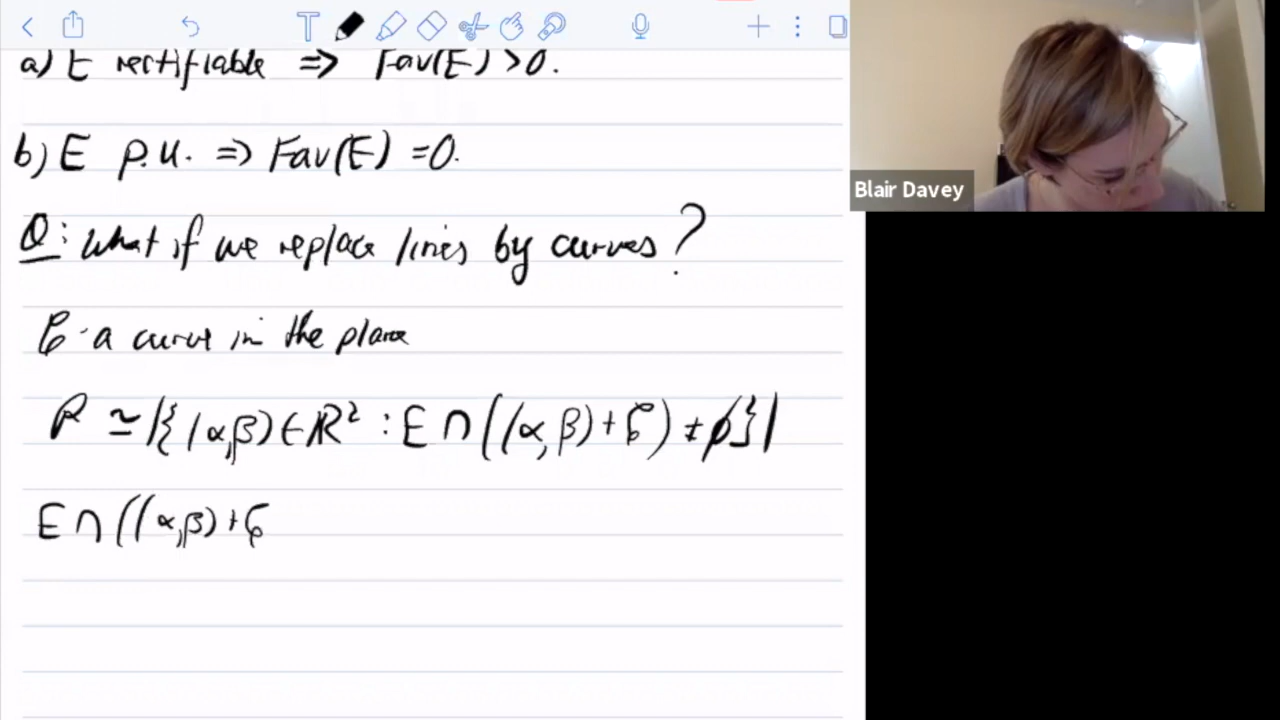 a) E rectifiable => Fav(E) >0.
Blair Davey
b) E p.u. => Fav(E) =0.
Q: What if we replace lines by curves?
𝒞 - a curve in the plane
P ≃ |{(α,β) ∈ ℝ² : E ∩ ((α,β) + 𝒞) ≠ ∅}|
E ∩ ((α,β) + 𝒞